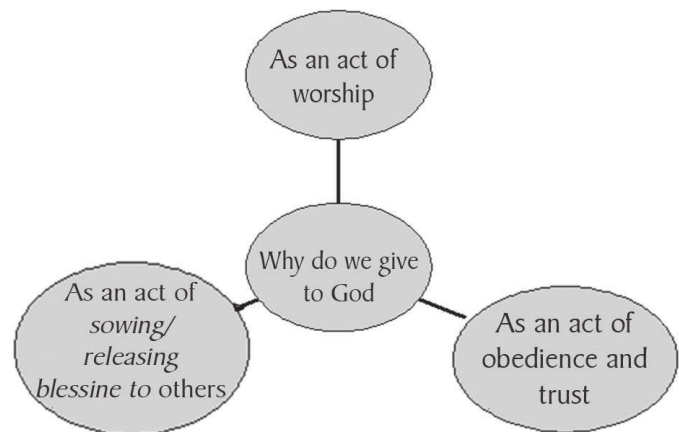 As an act of
worship
Why do we give
to God
As an act of
sowing/
releasing
blessine to others
As an act of
obedience and
trust